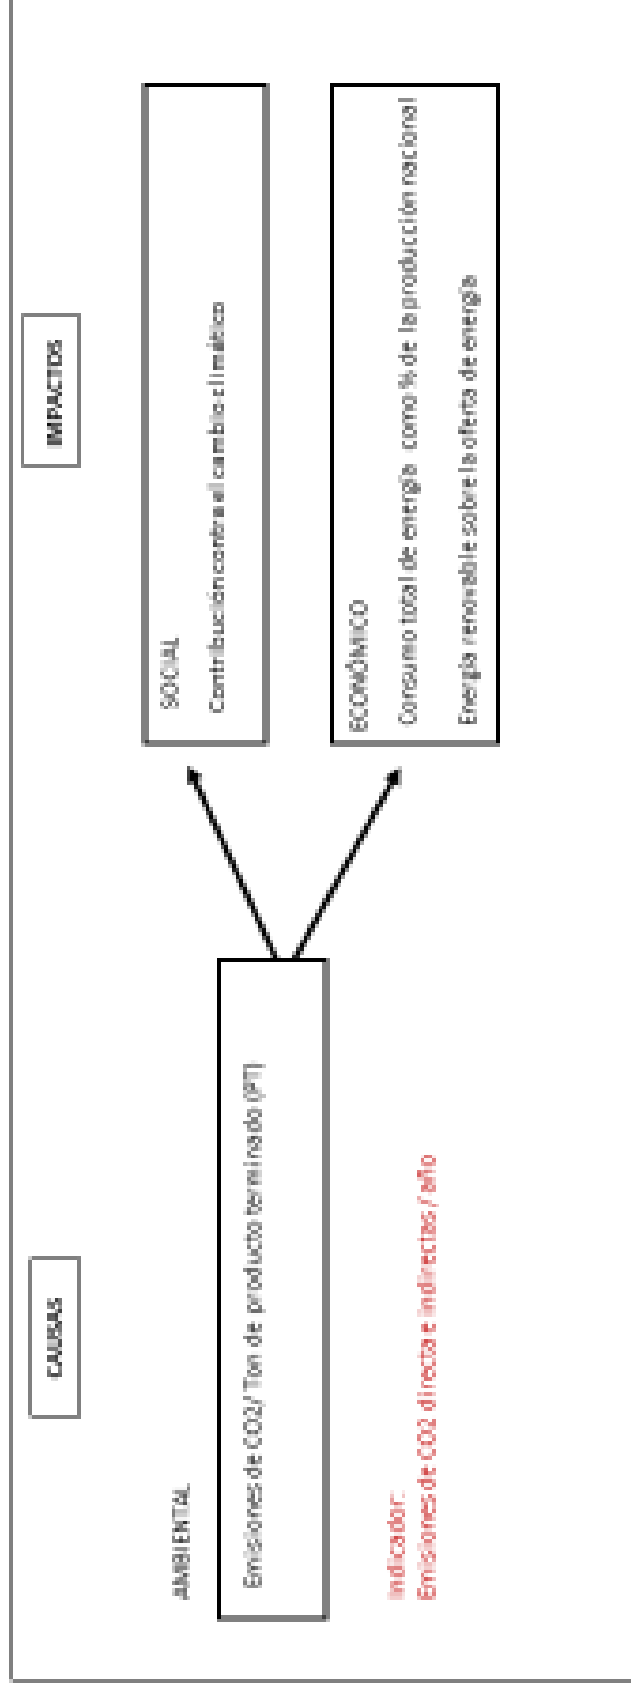 CAUSAS
IMPACTOS
AMBIENTAL
Emisiones de CO2/ Ton de producto terminado (PT)
Indicador:
Emisiones de CO2 directa e indirectas / año
SOCIAL
Contribución contra el cambio climático
ECONÓMICO
Consumo total de energía como % de la producción nacional
Energía renovable sobre la oferta de energía